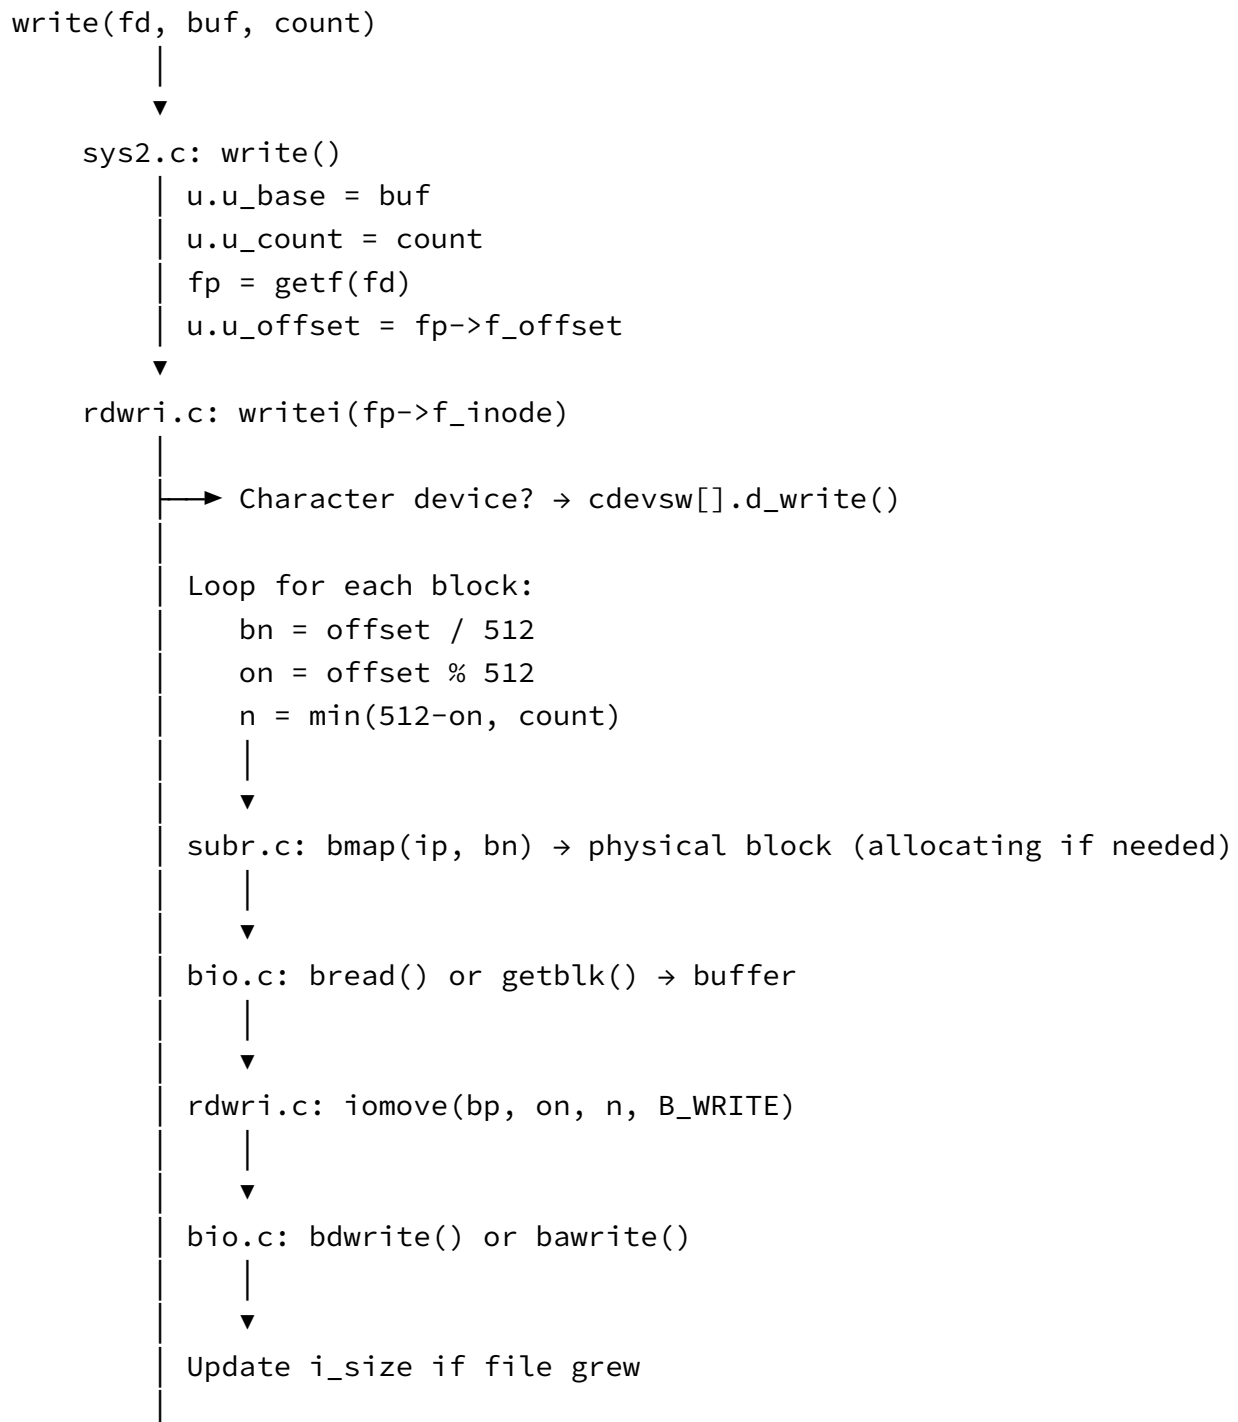 write(fd, buf, count)
sys2.c: write()
u.u_base = buf
u.u_count = count
fp = getf(fd)
u.u_offset = fp->f_offset
rdwri.c: writei(fp->f_inode)
Character device? → cdevsw[].d_write()
Loop for each block:
bn = offset / 512
on = offset % 512
n = min(512-on, count)
subr.c: bmap(ip, bn) → physical block (allocating if needed)
bio.c: bread() or getblk() → buffer
rdwri.c: iomove(bp, on, n, B_WRITE)
bio.c: bdwrite() or bawrite()
Update i_size if file grew